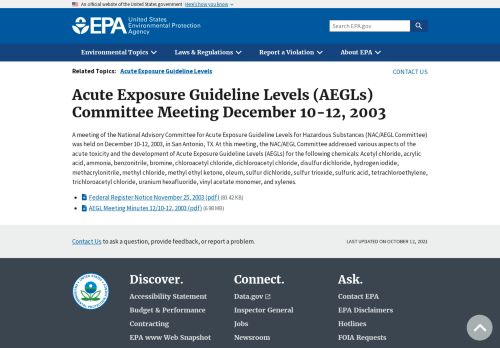 An official website of the United States government Here's how you know
EPA United States
Environmental Protection
Agency
Search EPA.gov
Environmental Topics Laws & Regulations Report a Violation About EPA
Related Topics: Acute Exposure Guideline Levels CONTACT US
Acute Exposure Guideline Levels (AEGLs)
Committee Meeting December 10-12, 2003
A meeting of the National Advisory Committee for Acute Exposure Guideline Levels for Hazardous Substances (NAC/AEGL Committee)
was held on December 10-12, 2003, in San Antonio, TX. At this meeting, the NAC/AEGL Committee addressed various aspects of
the acute toxicity and the development of Acute Exposure Guideline Levels (AEGLs) for the following chemicals: Acetyl chloride, acrylic
acid, ammonia, benzonitrile, bromine, chloroacetyl chloride, dichloroacetyl chloride, disulfur dichloride, hydrogen iodide,
methacrylonitrile, methyl chloride, methyl ethyl ketone, oleum, sulfur dichloride, sulfur trioxide, sulfuric acid, tetrachloroethylene,
trichloroacetyl chloride, uranium hexafluoride, vinyl acetate monomer, and xylenes.
Federal Register Notice November 25, 2003 (pdf) (80.42 KB)
AEGL Meeting Minutes 12/10-12, 2003 (pdf) (6.98 MB)
Contact Us to ask a question, provide feedback, or report a problem. LAST UPDATED ON OCTOBER 12, 2021
Discover. Connect. Ask.
Accessibility Statement Data.gov Contact EPA
Budget & Performance Inspector General EPA Disclaimers
Contracting Jobs Hotlines
EPA www Web Snapshot Newsroom FOIA Requests